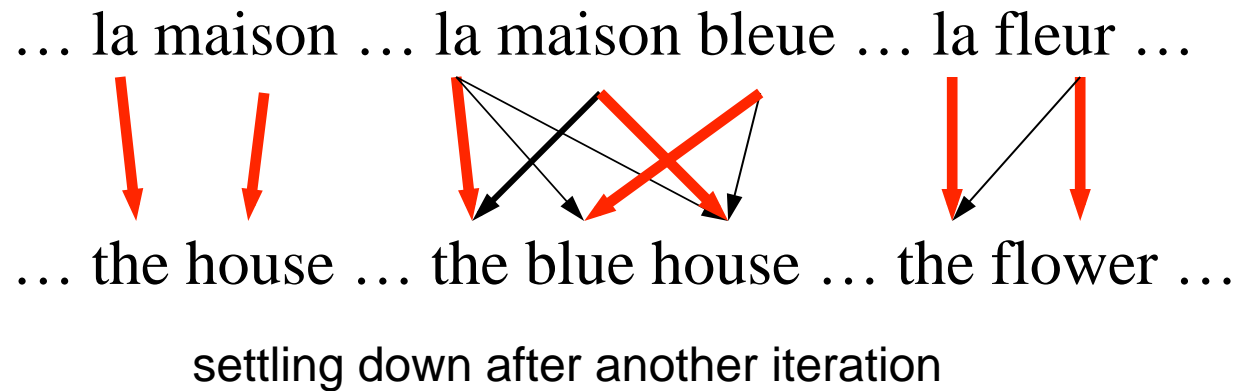 … la maison … la maison bleue … la fleur …
… the house … the blue house … the flower …
settling down after another iteration